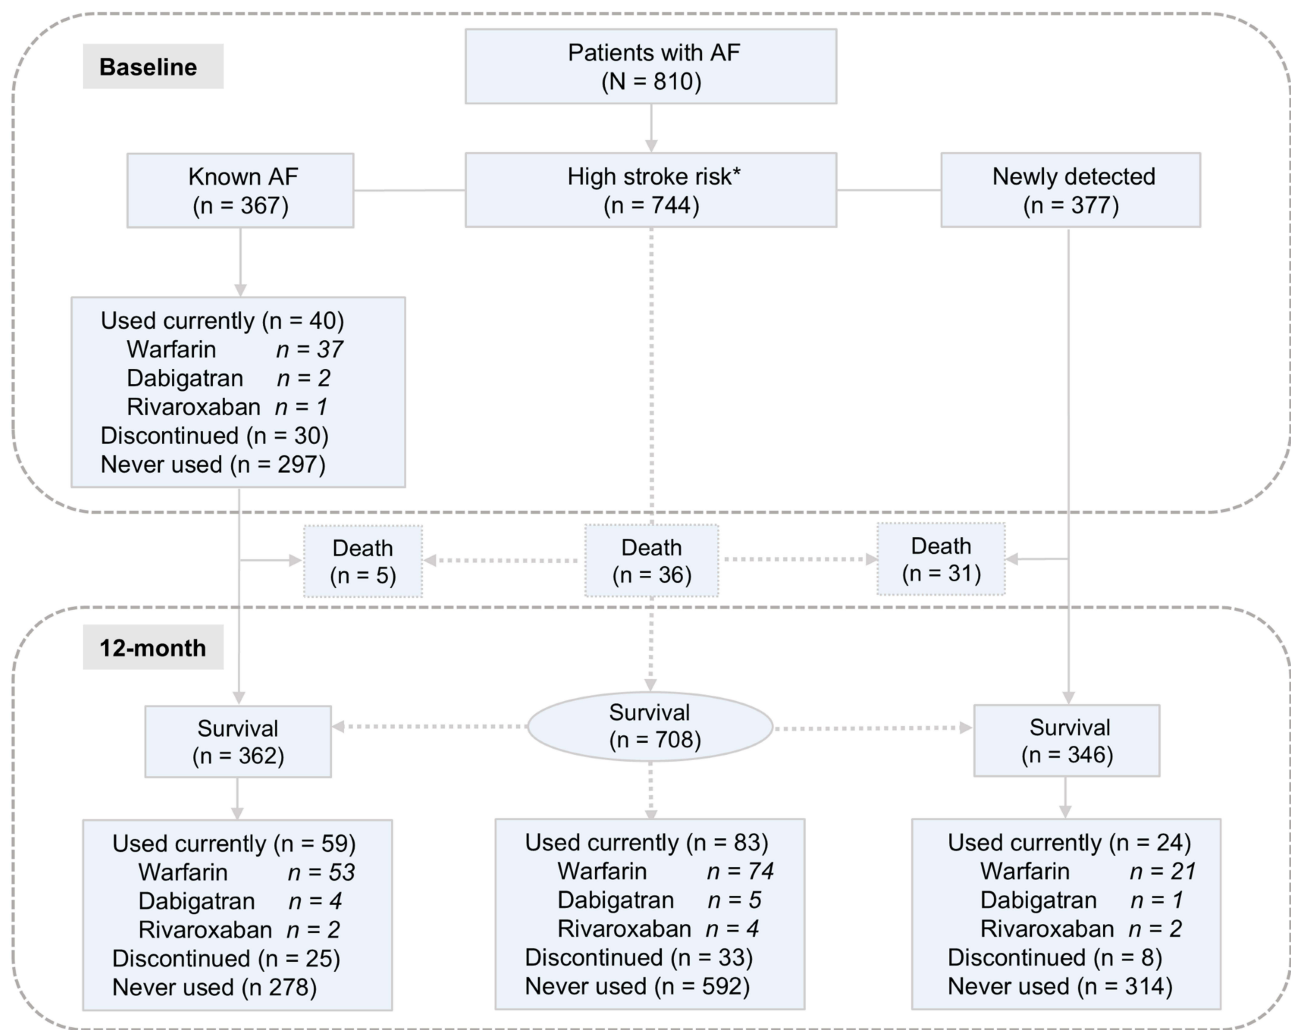 Baseline
Patients with AF
(N = 810)
Known AF
(n = 367)
High stroke risk*
(n = 744)
Newly detected
(n = 377)
Used currently (n = 40)
Warfarin n = 37
Dabigatran n = 2
Rivaroxaban n = 1
Discontinued (n = 30)
Never used (n = 297)
Death
(n = 5)
Death
(n = 36)
Death
(n = 31)
12-month
Survival
(n = 362)
Survival
(n = 708)
Survival
(n = 346)
Used currently (n = 59)
Warfarin n = 53
Dabigatran n = 4
Rivaroxaban n = 2
Discontinued (n = 25)
Never used (n 278)
Used currently (n = 83)
Warfarin n = 74
Dabigatran n = 5
Rivaroxaban n = 4
Discontinued (n = 33)
Never used (n = 592)
Used currently (n = 24)
Warfarin n = 21
Dabigatran n = 1
Rivaroxaban n = 2
Discontinued (n = 8)
Never used (n = 314)